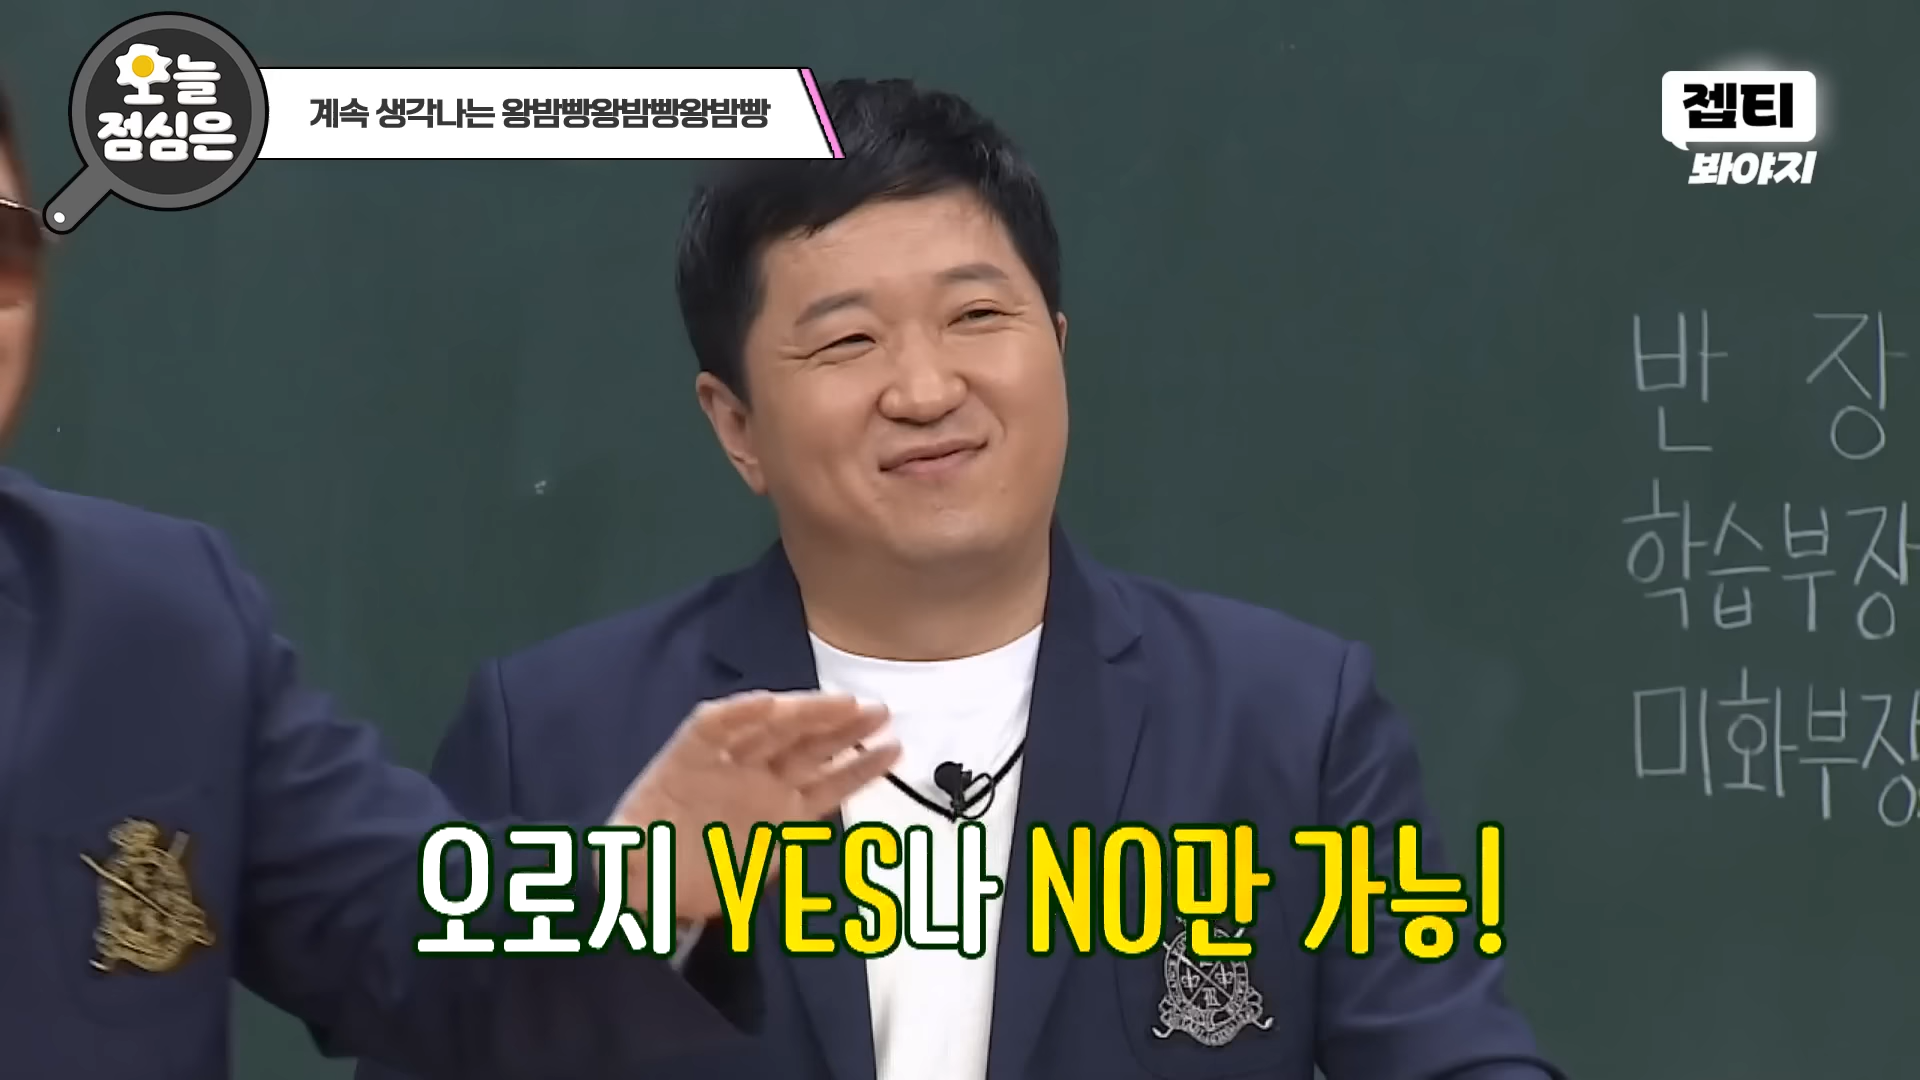 오늘
점심은
계속 생각나는 왕밤빵왕밤빵왕밤빵
젭티
봐야지
반 장
학습부장
미화부장
오로지 YES나 NO만 가능!